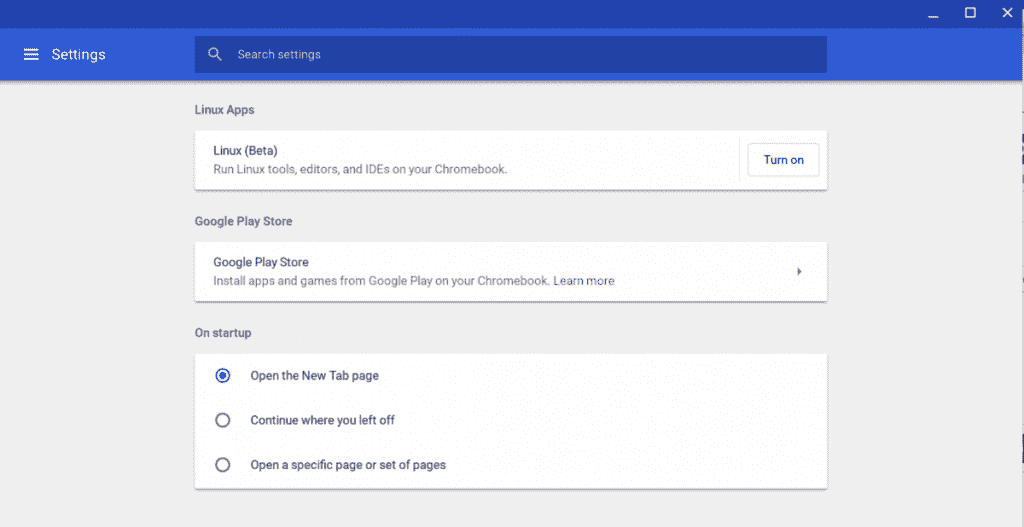 Settings
Search settings
Linux Apps
Linux (Beta)
Run Linux tools, editors, and IDEs on your Chromebook.
Turn on
Google Play Store
Google Play Store
Install apps and games from Google Play on your Chromebook. Learn more
On startup
Open the New Tab page
Continue where you left off
Open a specific page or set of pages